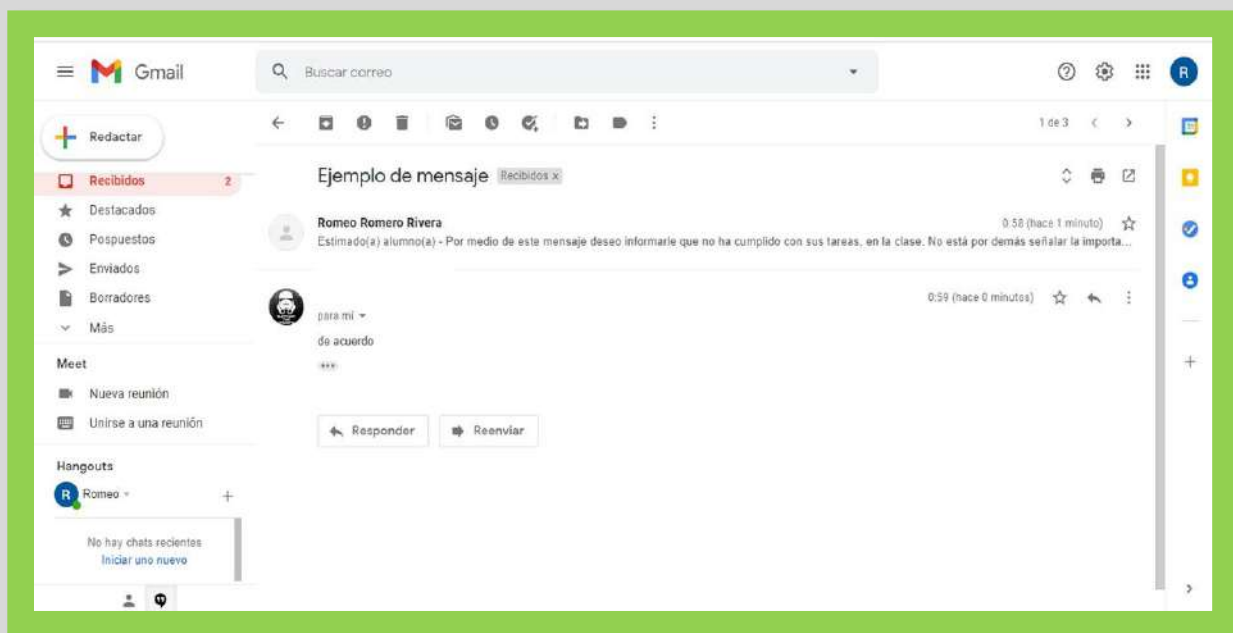 Gmail
Buscar correo
R
Redactar
1 de 3
Recibidos 2
Destacados
Pospuestos
Enviados
Borradores
Más
Meet
Nueva reunión
Unirse a una reunión
Hangouts
R Romeo
No hay chats recientes
Iniciar uno nuevo
Ejemplo de mensaje Recibidos x
Romeo Romero Rivera 0:58 (hace 1 minuto)
Estimado(a) alumno(a) - Por medio de este mensaje deseo informarle que no ha cumplido con sus tareas, en la clase. No está por demás señalar la importa...
0:59 (hace 0 minutos)
para mí
de acuerdo
Responder Reenviar